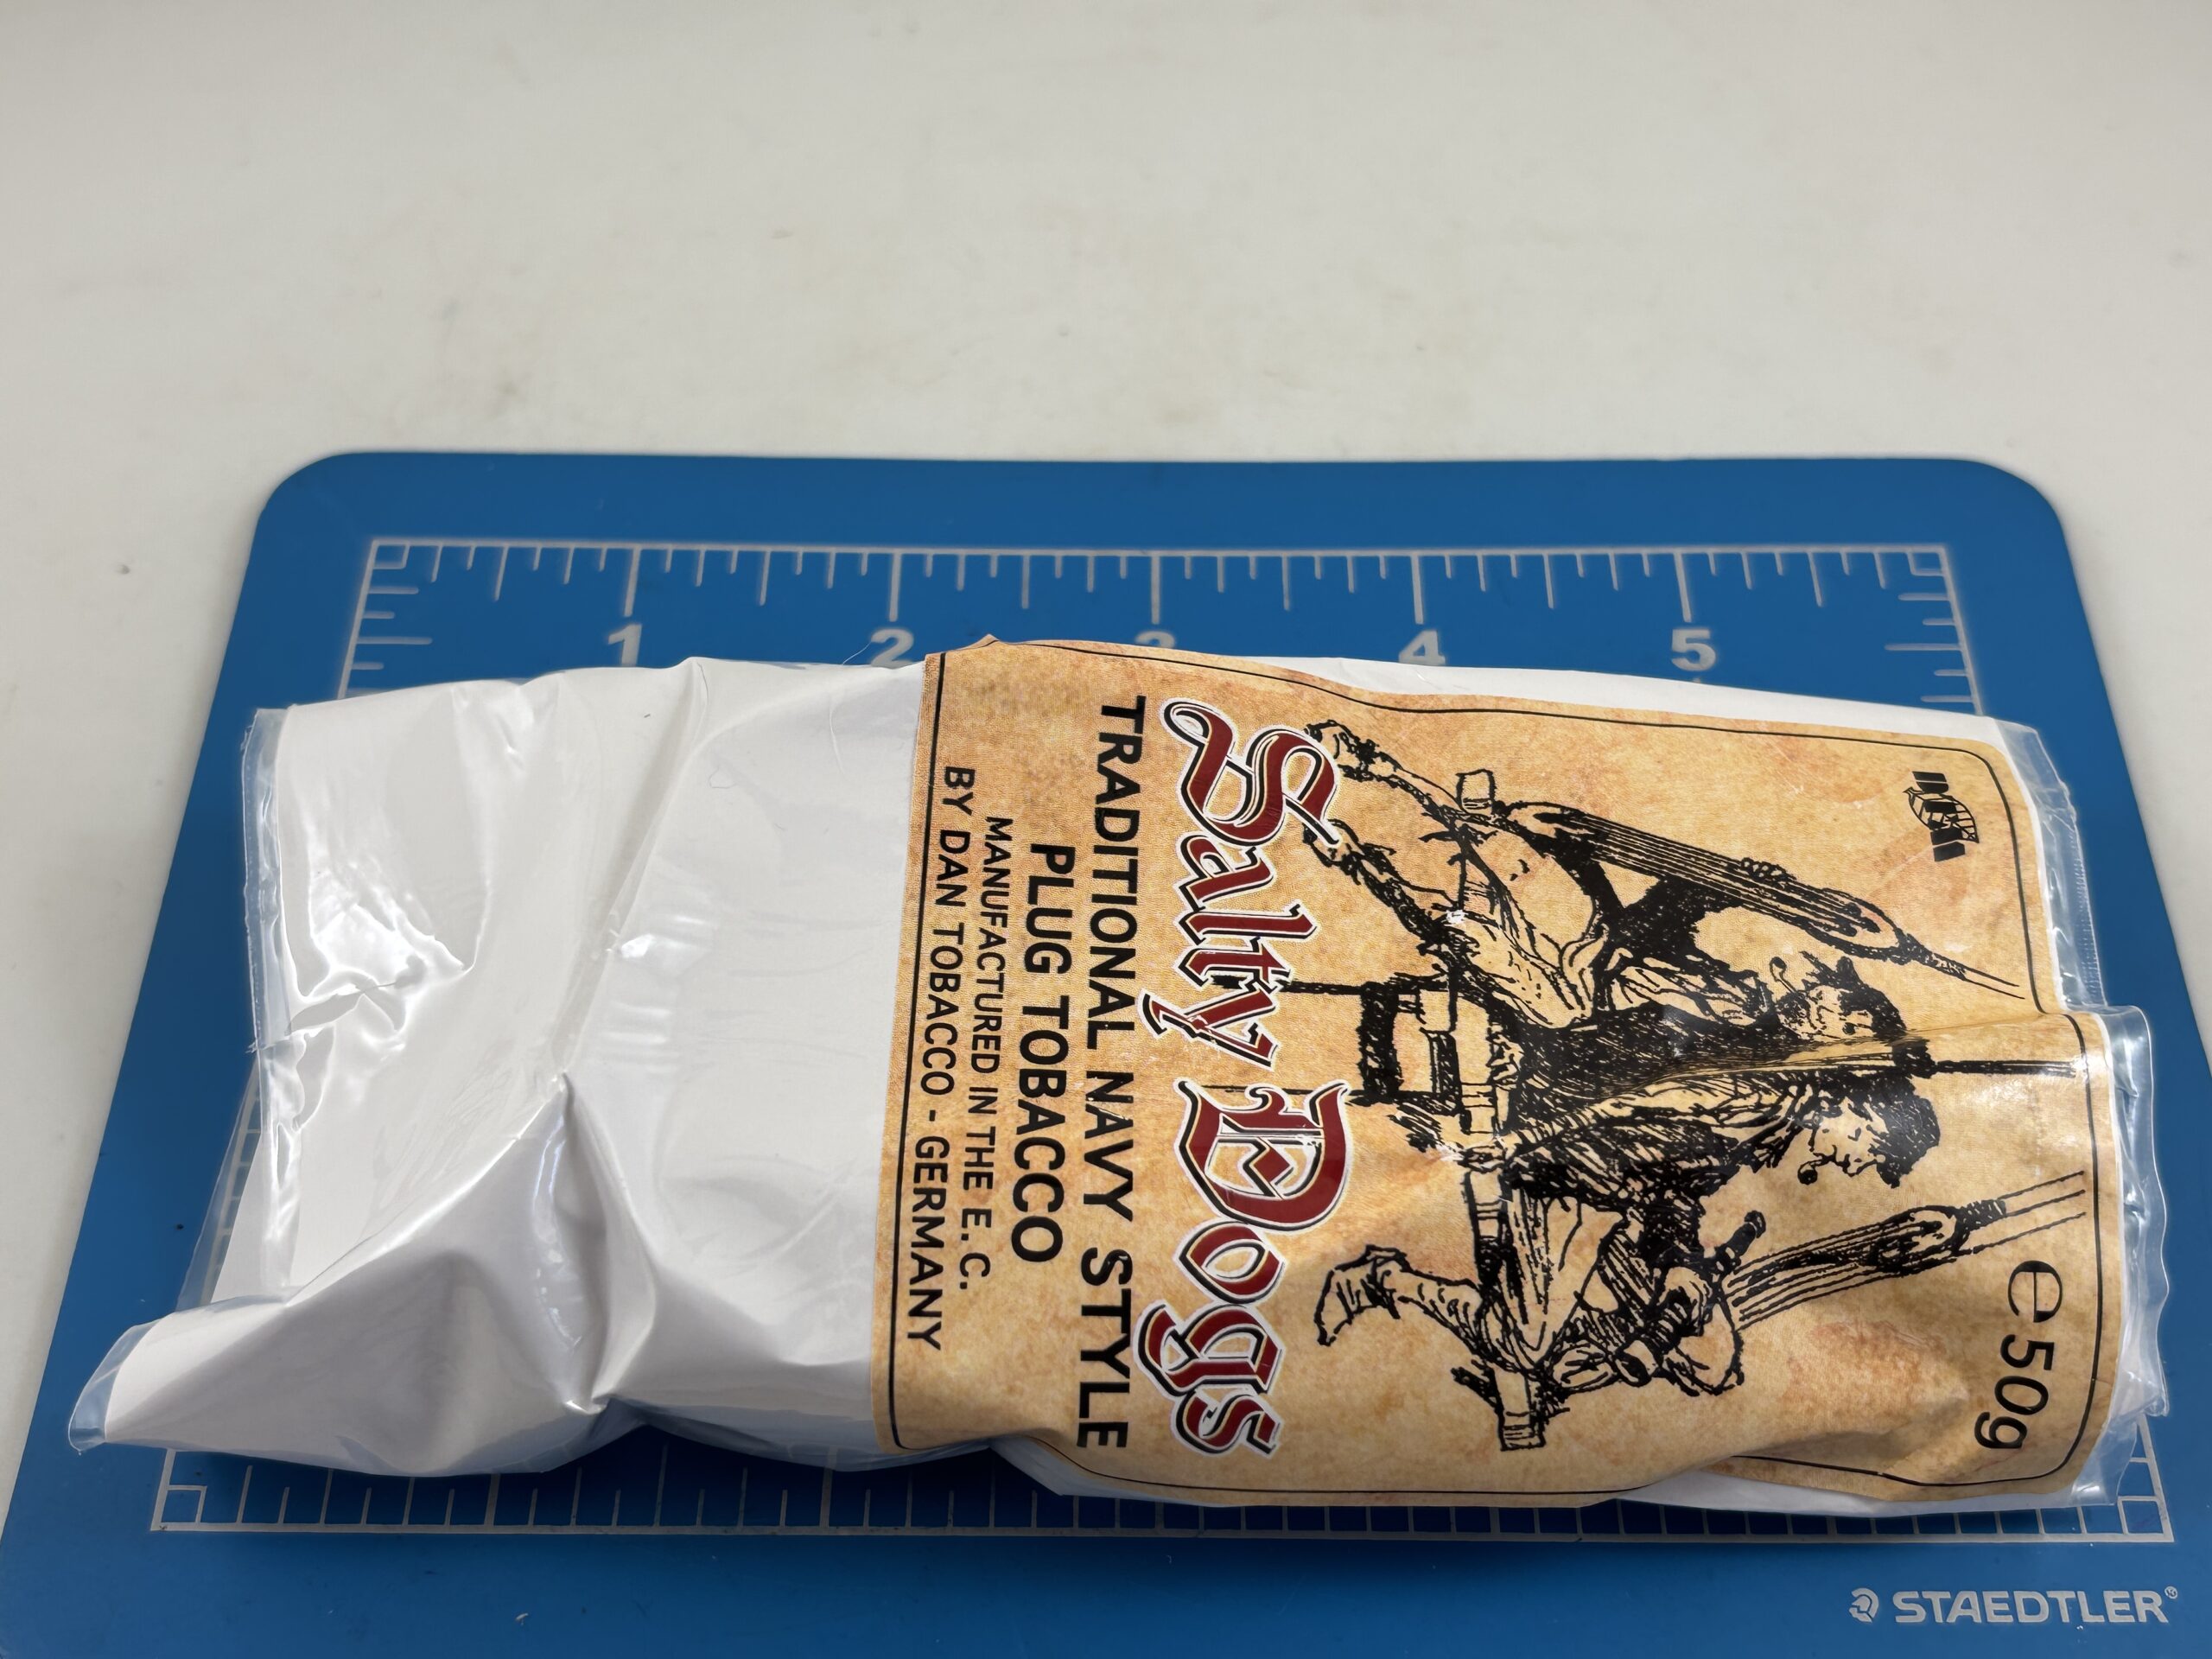 1
2
3
4
5
e50g
Salty Dogs
TRADITIONAL NAVY STYLE
PLUG TOBACCO
MANUFACTURED IN THE E.C.
BY DAN TOBACCO - GERMANY
STAEDTLER®